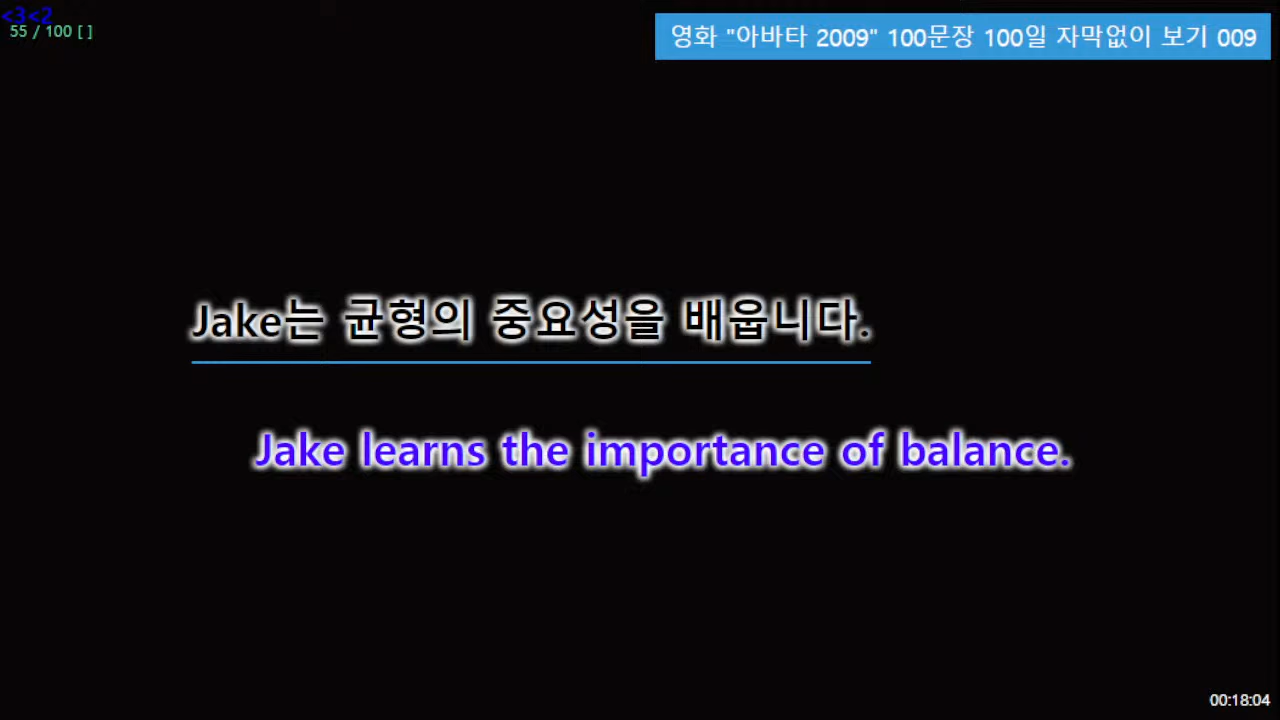 <3<2
55 / 100 [ ]
영화 "아바타 2009" 100문장 100일 자막없이 보기 009
Jake는 균형의 중요성을 배웁니다.
Jake learns the importance of balance.
00:18:04